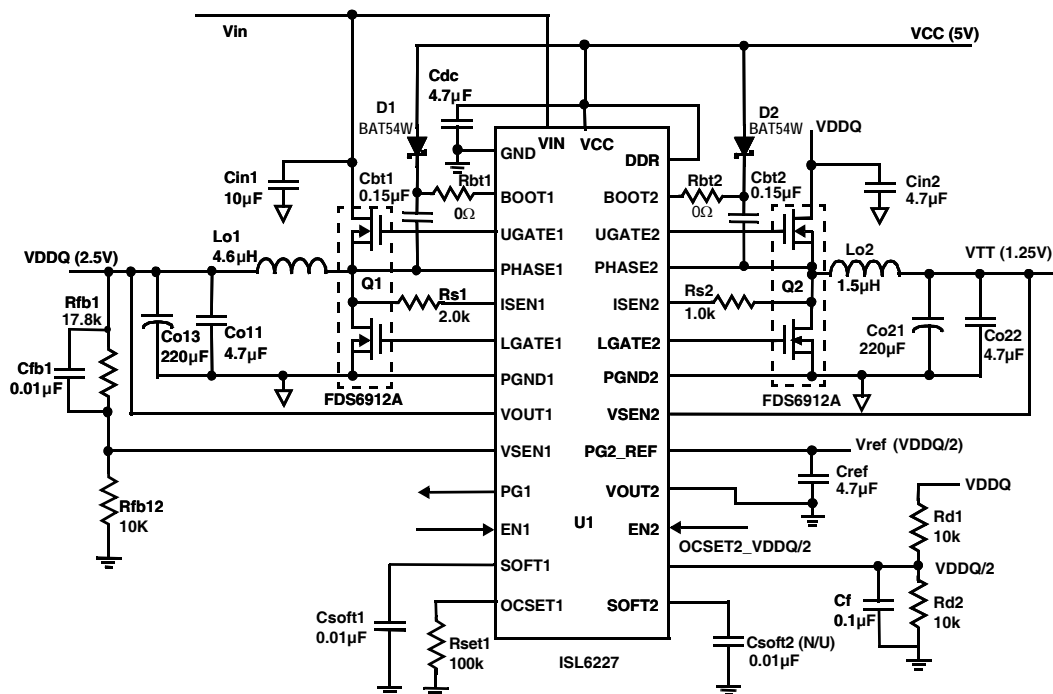 Vin
VCC (5V)
Cdc
4.7µF
D1
BAT54W
D2
BAT54W
VDDQ
VIN
VCC
GND
DDR
Cin1
10µF
Cbt1
0.15µF
Rbt1
0Ω
BOOT1
BOOT2
Rbt2
0Ω
Cbt2
0.15µF
Cin2
4.7µF
UGATE1
UGATE2
Lo1
4.6µH
VDDQ (2.5V)
PHASE1
PHASE2
Lo2
1.5µH
VTT (1.25V)
Q1
Q2
Rfb1
17.8k
Rs1
2.0k
ISEN1
ISEN2
Rs2
1.0k
Co13
220µF
Co11
4.7µF
LGATE1
LGATE2
Co21
220µF
Co22
4.7µF
Cfb1
0.01µF
PGND1
PGND2
FDS6912A
FDS6912A
VOUT1
VSEN2
VSEN1
PG2_REF
Vref (VDDQ/2)
Cref
4.7µF
Rfb12
10K
PG1
VOUT2
VDDQ
U1
EN1
EN2
Rd1
10k
OCSET2_VDDQ/2
SOFT1
VDDQ/2
Csoft1
0.01µF
OCSET1
SOFT2
Cf
0.1µF
Rd2
10k
Rset1
100k
Csoft2 (N/U)
0.01µF
ISL6227